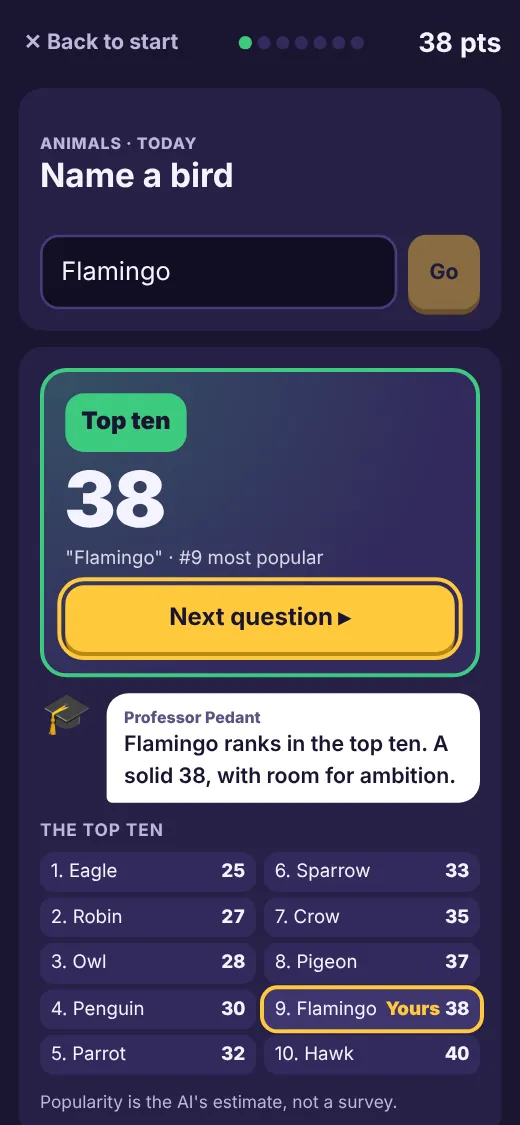 ✕ Back to start
38 pts
ANIMALS · TODAY
Name a bird
Flamingo
Go
Top ten
38
"Flamingo" · #9 most popular
Next question ▸
Professor Pedant
Flamingo ranks in the top ten. A
solid 38, with room for ambition.
THE TOP TEN
1. Eagle 25
2. Robin 27
3. Owl 28
4. Penguin 30
5. Parrot 32
6. Sparrow 33
7. Crow 35
8. Pigeon 37
9. Flamingo Yours 38
10. Hawk 40
Popularity is the AI's estimate, not a survey.